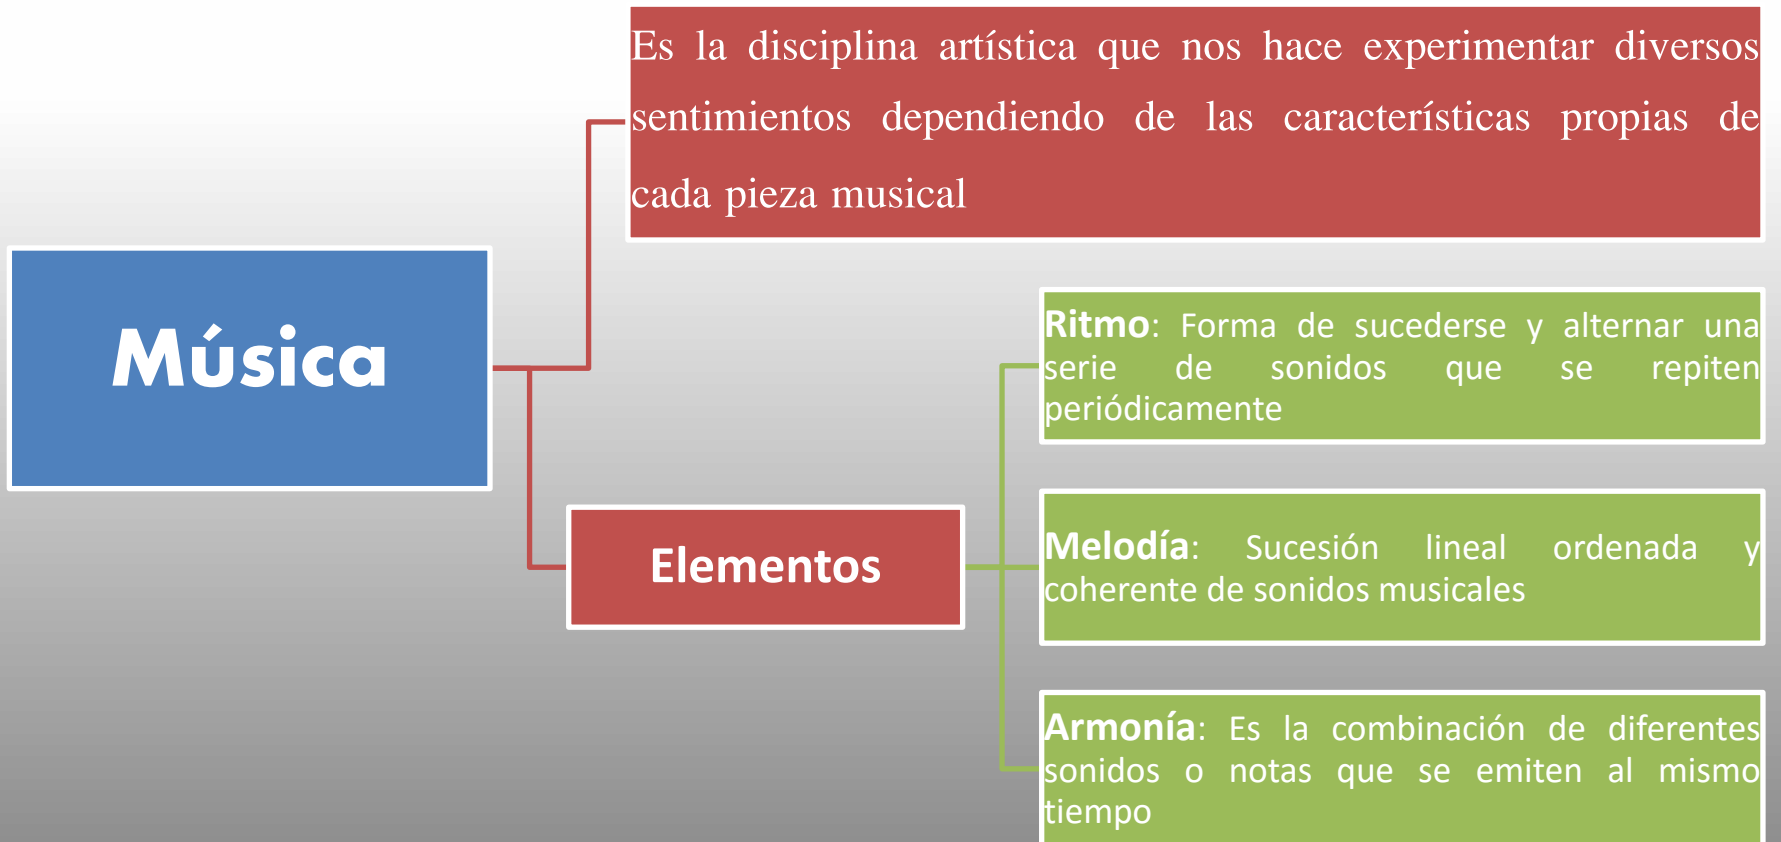 Es la disciplina artística que nos hace experimentar diversos
sentimientos dependiendo de las características propias de
cada pieza musical
Música
Ritmo: Forma de sucederse y alternar una
serie de sonidos que se repiten
periódicamente
Elementos
Melodía: Sucesión lineal ordenada y
coherente de sonidos musicales
Armonía: Es la combinación de diferentes
sonidos o notas que se emiten al mismo
tiempo